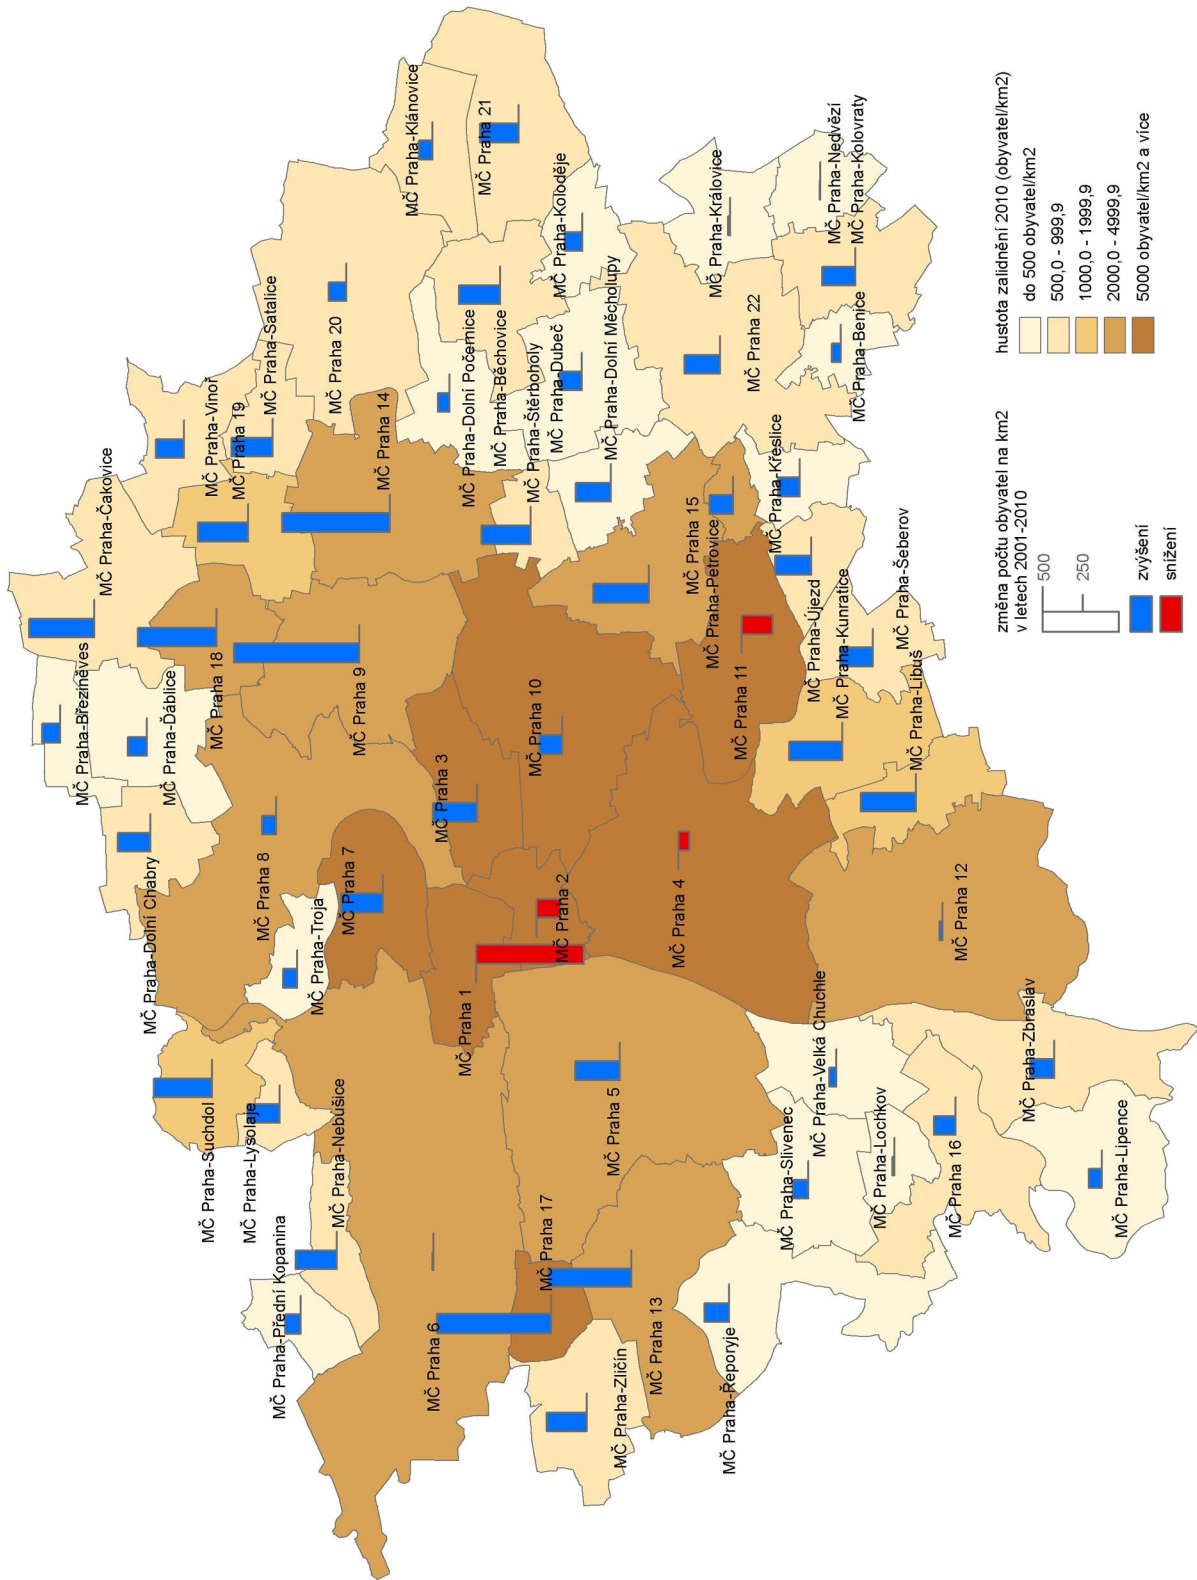 MČ Praha-Březiněves
MČ Praha-Čakovice
MČ Praha-Ďáblice
MČ Praha-Dolní Chabry
MČ Praha 18
MČ Praha-Vinoř
MČ Praha 19
MČ Praha-Satalice
MČ Praha-Suchdol
MČ Praha-Lysolaje
MČ Praha 8
MČ Praha-Troja
MČ Praha 7
MČ Praha 9
MČ Praha 20
MČ Praha 14
MČ Praha-Klánovice
MČ Praha 21
MČ Praha-Přední Kopanina
MČ Praha-Nebušice
MČ Praha 6
MČ Praha 1
MČ Praha 3
MČ Praha-Dolní Počernice
MČ Praha-Běchovice
MČ Praha-Štěrboholy
MČ Praha-Dubeč
MČ Praha-Koloděje
MČ Praha-Dolní Měcholupy
MČ Praha 17
MČ Praha 2
MČ Praha 10
MČ Praha-Zličín
MČ Praha 13
MČ Praha 5
MČ Praha 4
MČ Praha 15
MČ Praha-Petrovice
MČ Praha 11
MČ Praha-Královice
MČ Praha 22
MČ Praha-Řeporyje
MČ Praha-Slivenec
MČ Praha-Velká Chuchle
MČ Praha-Křeslice
MČ Praha-Újezd
MČ Praha-Kunratice
MČ Praha-Nedvězí
MČ Praha-Kolovraty
MČ Praha-Benice
MČ Praha-Lochkov
MČ Praha-Šeberov
MČ Praha-Libuš
MČ Praha 16
MČ Praha 12
MČ Praha-Zbraslav
MČ Praha-Lipence
změna počtu obyvatel na km2
v letech 2001-2010
500
250
zvýšení
snížení
hustota zalidnění 2010 (obyvatel/km2)
do 500 obyvatel/km2
500,0 - 999,9
1000,0 - 1999,9
2000,0 - 4999,9
5000 obyvatel/km2 a více